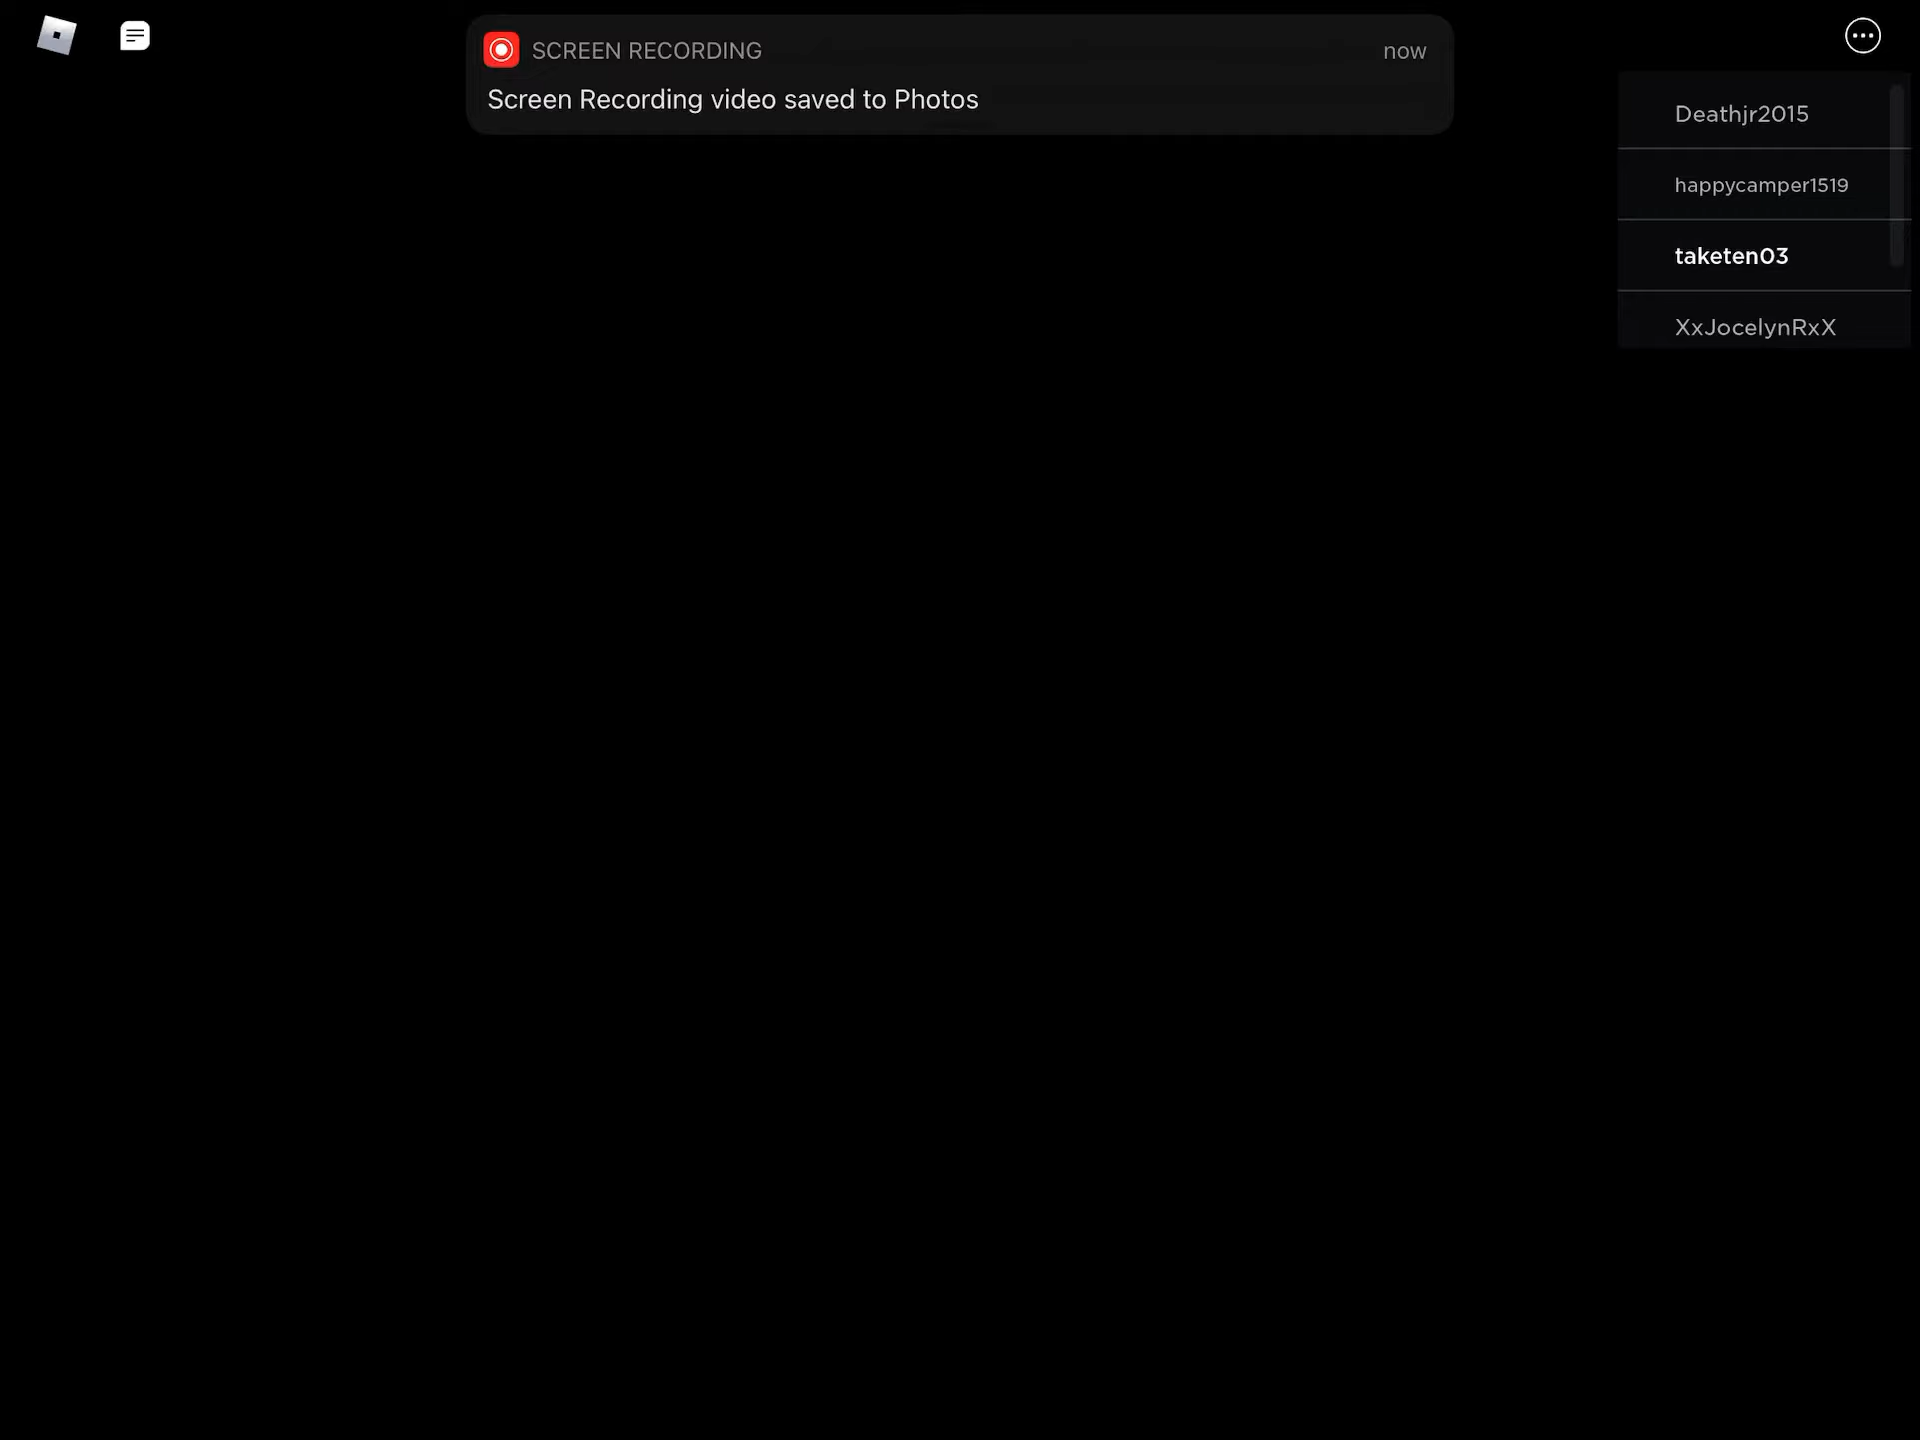 SCREEN RECORDING now
Screen Recording video saved to Photos
Deathjr2015
happycamper1519
taketen03
XxJocelynRxX